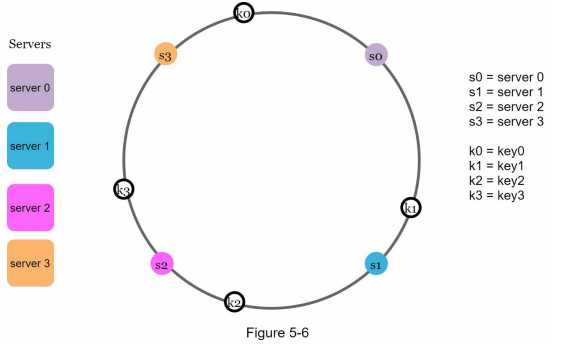 Servers
server 0
server 1
server 2
server 3
k0
s3
s0
k3
k1
s2
s1
k2
s0 = server 0
s1 = server 1
s2 = server 2
s3 = server 3
k0 = key0
k1 = key1
k2 = key2
k3 = key3
Figure 5-6